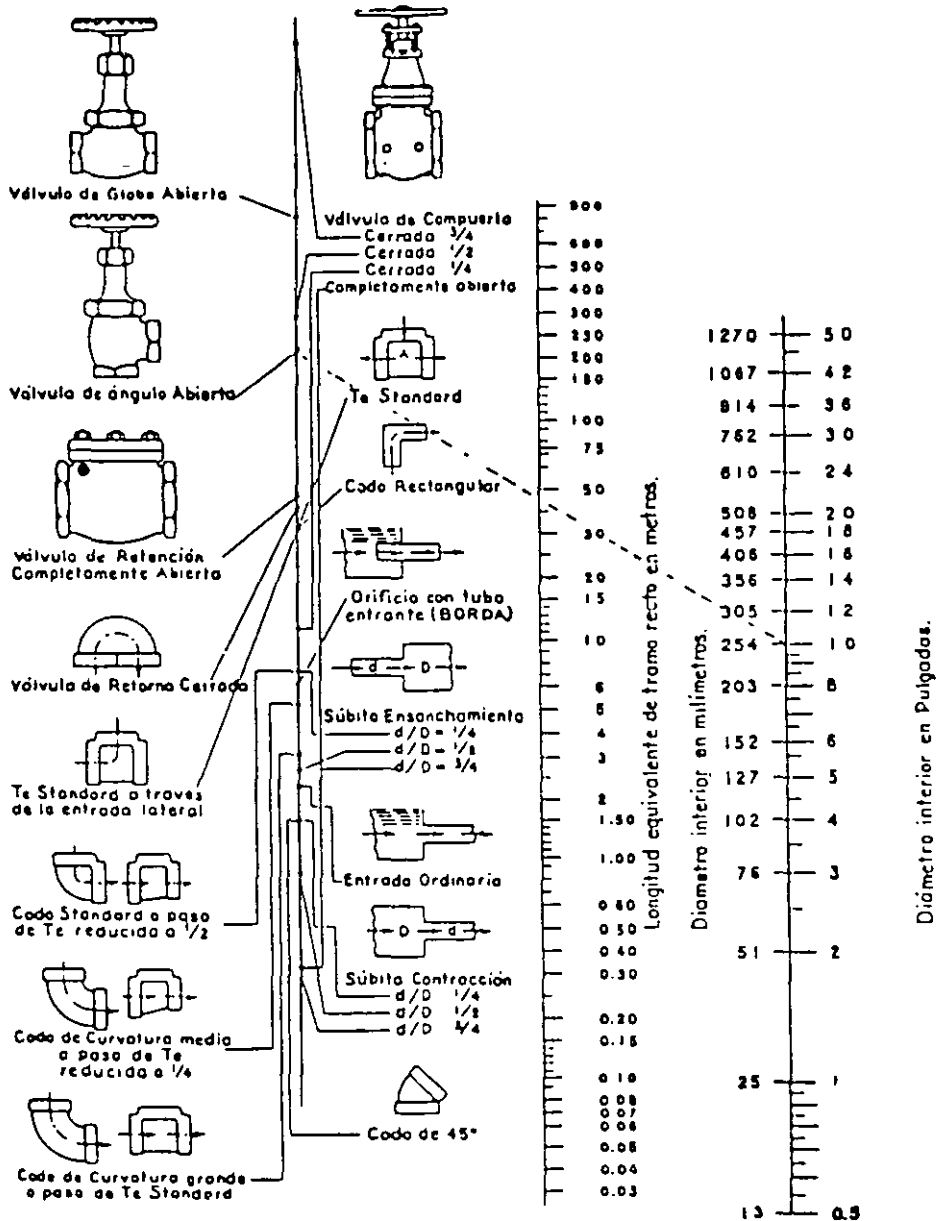 Válvula de Globo Abierta
Válvula de ángulo Abierta
Válvula de Retención
Completamente Abierta
Válvula de Retorno Cerrada
Te Standard a través
de la entrada lateral
Codo Standard o paso
de Te reducida a 1/2
Codo de Curvatura media
o paso de Te
reducida a 1/4
Code de Curvatura grande
o paso de Te Standard
Válvula de Compuerta
Cerrada 3/4
Cerrada 1/2
Cerrada 1/4
Completamente abierta
A
Te Standard
Codo Rectangular
Orificio con tubo
entrante (BORDA)
d D
Súbito Ensanchamiento
d/D = 1/4
d/D = 1/2
d/D = 3/4
Entrada Ordinaria
D d
Súbita Contracción
d/D 1/4
d/D 1/2
d/D 3/4
Codo de 45°
900
600
500
400
300
250
200
150
100
75
50
30
20
15
10
6
5
4
3
2
1.50
1.00
0.60
0.50
0.40
0.30
0.20
0.15
0.10
0.08
0.07
0.06
0.05
0.04
0.03
Longitud equivalente de tramo recto en metros.
Diametro interior en milímetros.
1270 50
1067 42
914 36
762 30
610 24
508 20
457 18
406 16
356 14
305 12
254 10
203 8
152 6
127 5
102 4
76 3
51 2
25 1
13 0.5
Diámetro interior en Pulgadas.